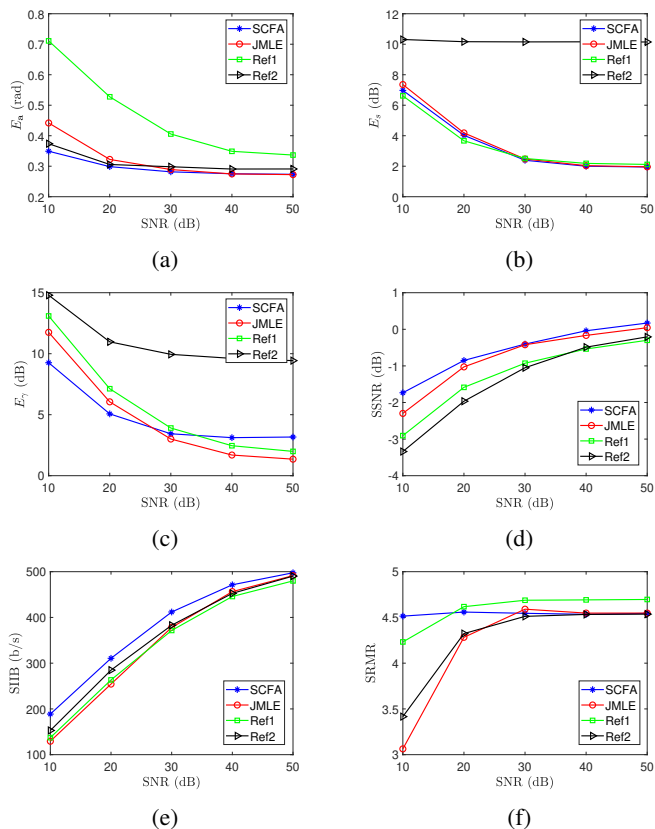 0.8
0.7
0.6
0.5
0.4
0.3
0.2
E_a (rad)
10 20 30 40 50
SNR (dB)
SCFA
JMLE
Ref1
Ref2
(a)
12
10
8
6
4
2
0
E_s (dB)
10 20 30 40 50
SNR (dB)
SCFA
JMLE
Ref1
Ref2
(b)
15
10
5
0
E_γ (dB)
10 20 30 40 50
SNR (dB)
SCFA
JMLE
Ref1
Ref2
(c)
1
0
-1
-2
-3
-4
SSNR
10 20 30 40 50
SNR (dB)
SCFA
JMLE
Ref1
Ref2
(d)
500
400
300
200
100
SIIB (b/s)
10 20 30 40 50
SNR (dB)
SCFA
JMLE
Ref1
Ref2
(e)
5
4.5
4
3.5
3
SRMR
10 20 30 40 50
SNR (dB)
SCFA
JMLE
Ref1
Ref2
(f)